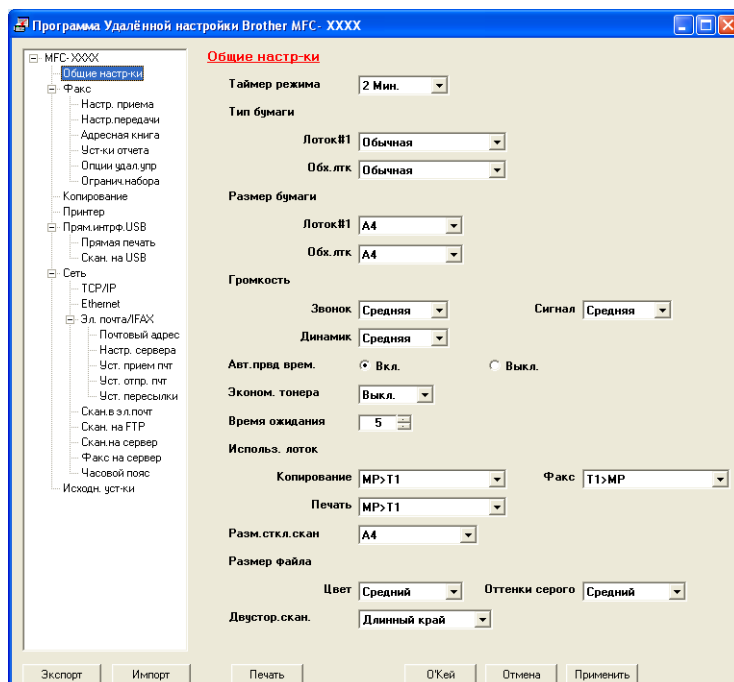 Программа Удалённой настройки Brother MFC- XXXX
MFC-XXXX
Общие настр-ки
Факс
Настр. приема
Настр.передачи
Адресная книга
Уст-ки отчета
Опции удал.упр
Огранич.набора
Копирование
Принтер
Прям.интрф.USB
Прямая печать
Скан. на USB
Сеть
TCP/IP
Ethernet
Эл. почта/IFAX
Почтовый адрес
Настр. сервера
Уст. прием пчт
Уст. отпр. пчт
Уст. пересылки
Скан.в эл.почт
Скан. на FTP
Скан.на сервер
Факс на сервер
Часовой пояс
Исходн. уст-ки
Общие настр-ки
Таймер режима 2 Мин.
Тип бумаги
Лоток#1 Обычная
Обх.лтк Обычная
Размер бумаги
Лоток#1 A4
Обх.лтк A4
Громкость
Звонок Средняя Сигнал Средняя
Динамик Средняя
Авт.првд врем. Вкл. Выкл.
Эконом. тонера Выкл.
Время ожидания 5
Использ. лоток
Копирование MP>T1 Факс T1>MP
Печать MP>T1
Разм.сткл.скан A4
Размер файла
Цвет Средний Оттенки серого Средний
Двустор.скан. Длинный край
Экспорт Импорт Печать О'Кей Отмена Применить